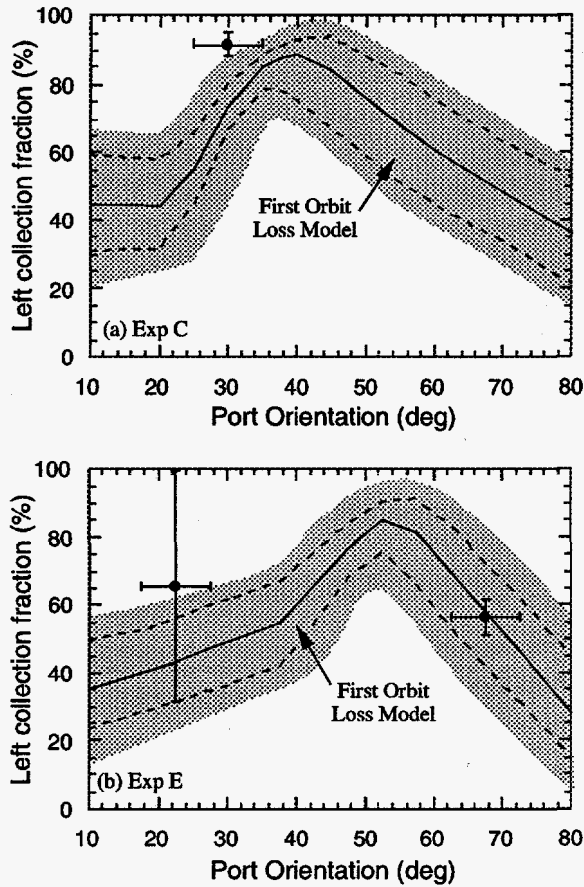 100
80
60
40
20
0
Left collection fraction (%)
First Orbit
Loss Model
(a) Exp C
10 20 30 40 50 60 70 80
Port Orientation (deg)
100
80
60
40
20
0
Left collection fraction (%)
First Orbit
Loss Model
(b) Exp E
10 20 30 40 50 60 70 80
Port Orientation (deg)